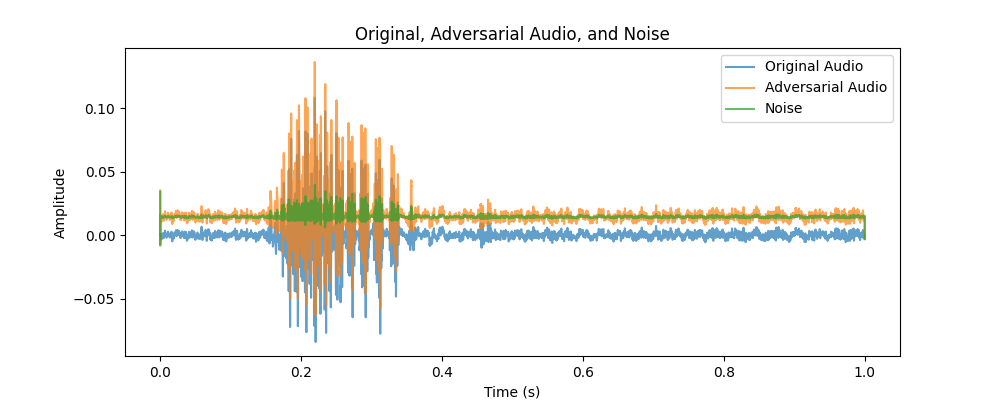 Original, Adversarial Audio, and Noise
Original Audio
Adversarial Audio
Noise
Amplitude
0.10
0.05
0.00
−0.05
0.0
0.2
0.4
0.6
0.8
1.0
Time (s)